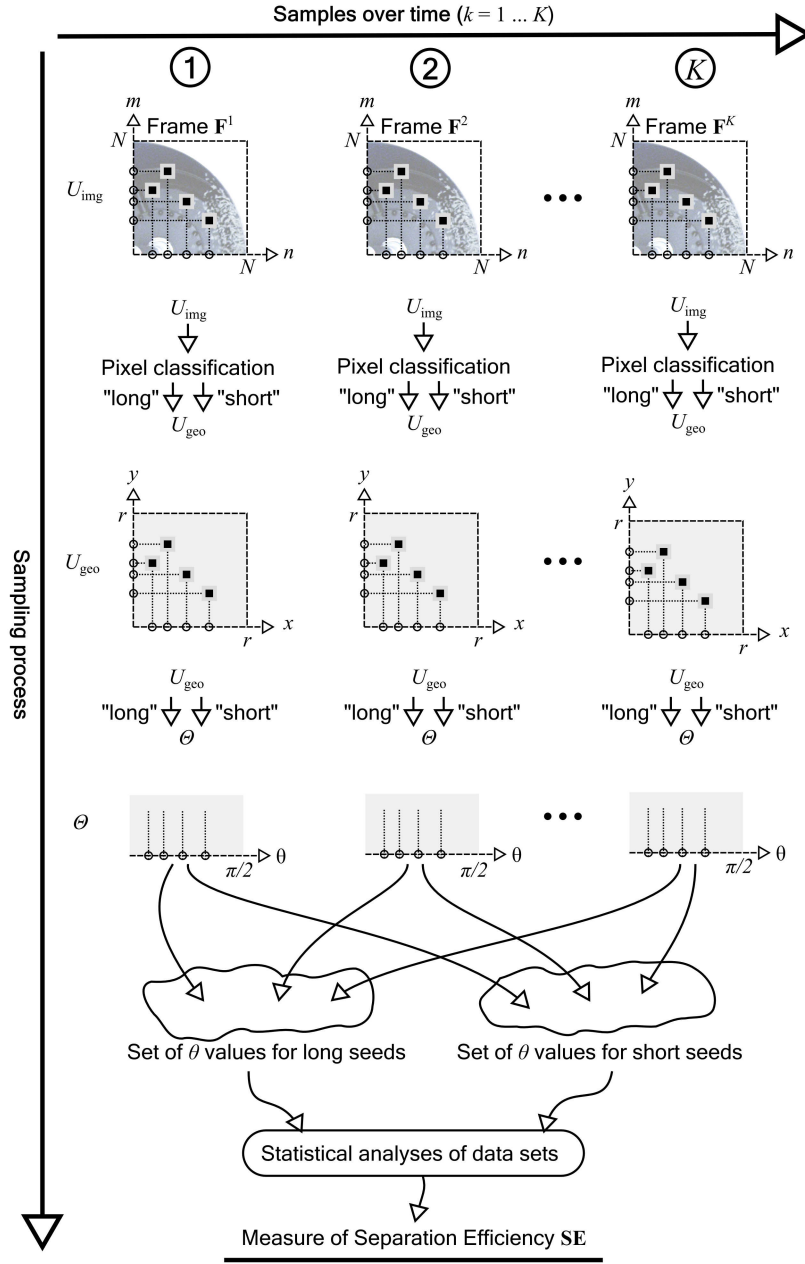 Samples over time (k = 1 ... K)
Sampling process
1 2 K
m m m
Frame F¹ Frame F² Frame Fᴷ
N N N
U_img
N n N n N n
U_img U_img U_img
Pixel classification Pixel classification Pixel classification
"long" "short" "long" "short" "long" "short"
U_geo U_geo U_geo
y y y
r r r
U_geo
r x r x r x
U_geo U_geo U_geo
"long" "short" "long" "short" "long" "short"
Θ Θ Θ
Θ
π/2 θ π/2 θ π/2 θ
Set of θ values for long seeds Set of θ values for short seeds
Statistical analyses of data sets
Measure of Separation Efficiency SE